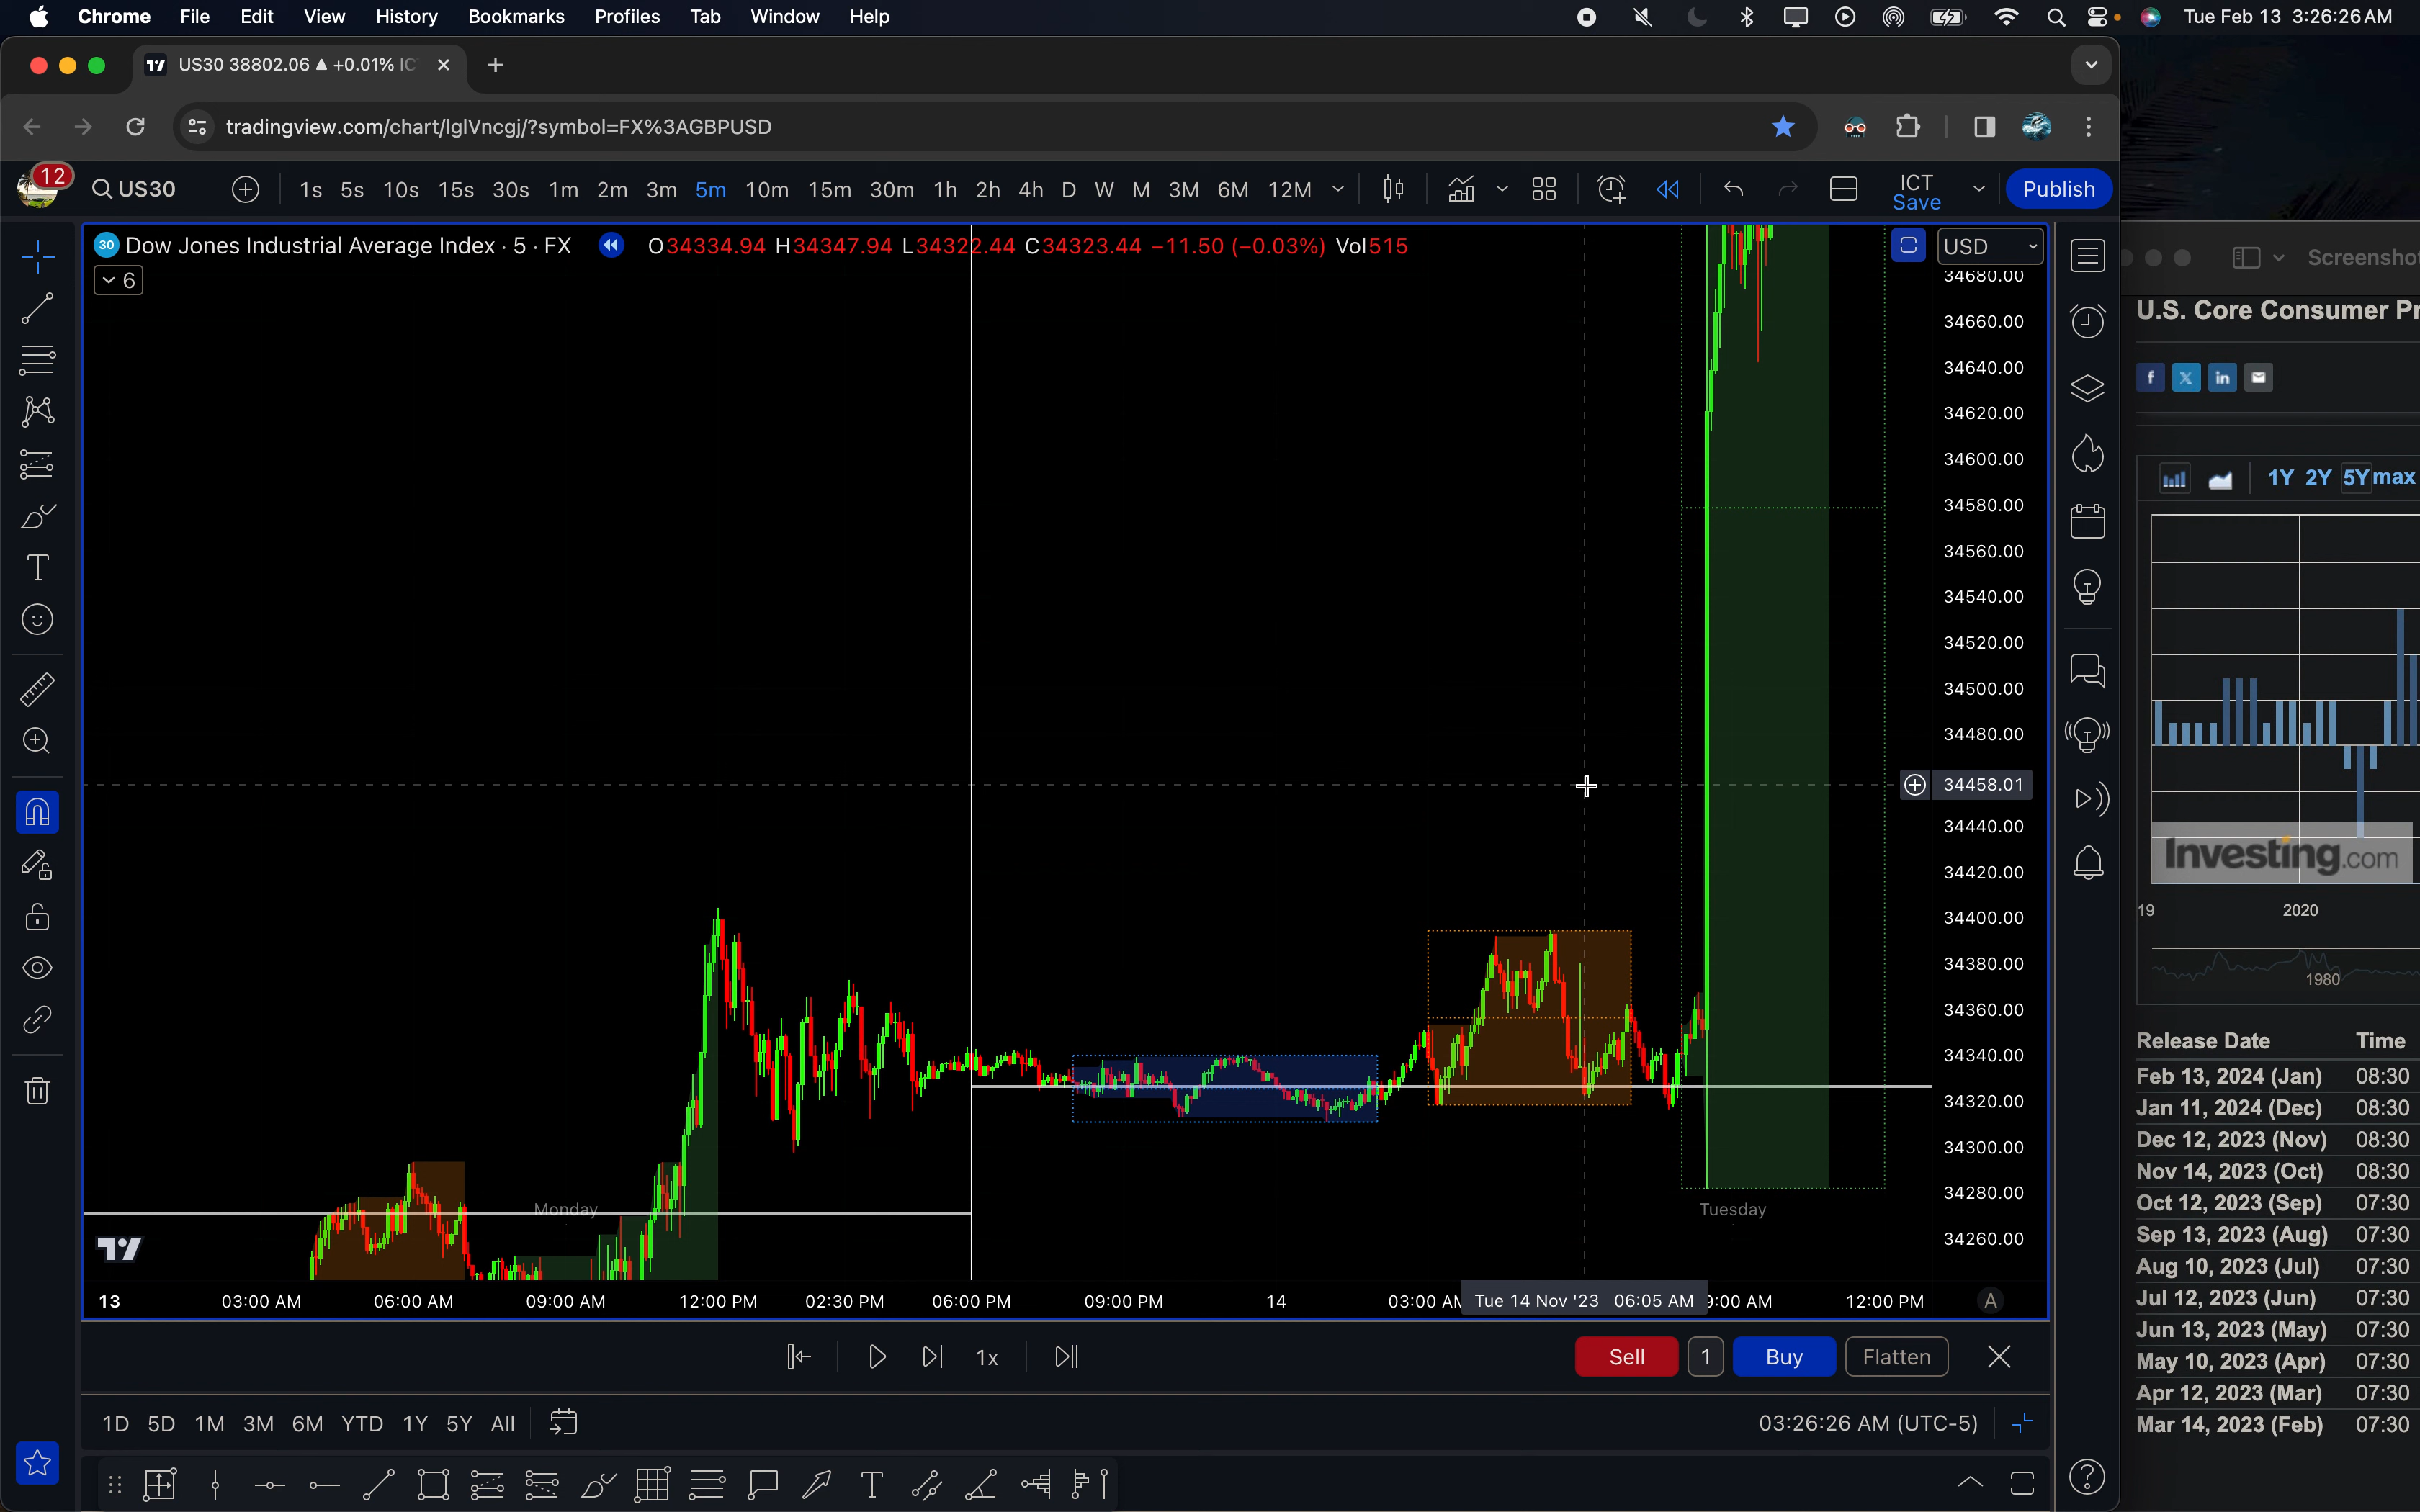 Chrome File Edit View History Bookmarks Profiles Tab Window Help Tue Feb 13 3:26:26 AM
US30 38802.06 ▲ +0.01% IC
tradingview.com/chart/lglVncgj/?symbol=FX%3AGBPUSD
12 US30 1s 5s 10s 15s 30s 1m 2m 3m 5m 10m 15m 30m 1h 2h 4h D W M 3M 6M 12M ICT Save Publish
30 Dow Jones Industrial Average Index · 5 · FX O34334.94 H34347.94 L34322.44 C34323.44 −11.50 (−0.03%) Vol515 USD
6
34680.00
34660.00
34640.00
34620.00
34600.00
34580.00
34560.00
34540.00
34520.00
34500.00
34480.00
34458.01
34440.00
34420.00
34400.00
34380.00
34360.00
34340.00
34320.00
34300.00
34280.00
34260.00
Monday
Tuesday
13 03:00 AM 06:00 AM 09:00 AM 12:00 PM 02:30 PM 06:00 PM 09:00 PM 14 03:00 AM Tue 14 Nov '23 06:05 AM 9:00 AM 12:00 PM A
1x Sell 1 Buy Flatten
1D 5D 1M 3M 6M YTD 1Y 5Y All 03:26:26 AM (UTC-5)
Screensho
U.S. Core Consumer Pr
1Y 2Y 5Y max
Investing.com
19 2020
1980
Release Date Time
Feb 13, 2024 (Jan) 08:30
Jan 11, 2024 (Dec) 08:30
Dec 12, 2023 (Nov) 08:30
Nov 14, 2023 (Oct) 08:30
Oct 12, 2023 (Sep) 07:30
Sep 13, 2023 (Aug) 07:30
Aug 10, 2023 (Jul) 07:30
Jul 12, 2023 (Jun) 07:30
Jun 13, 2023 (May) 07:30
May 10, 2023 (Apr) 07:30
Apr 12, 2023 (Mar) 07:30
Mar 14, 2023 (Feb) 07:30